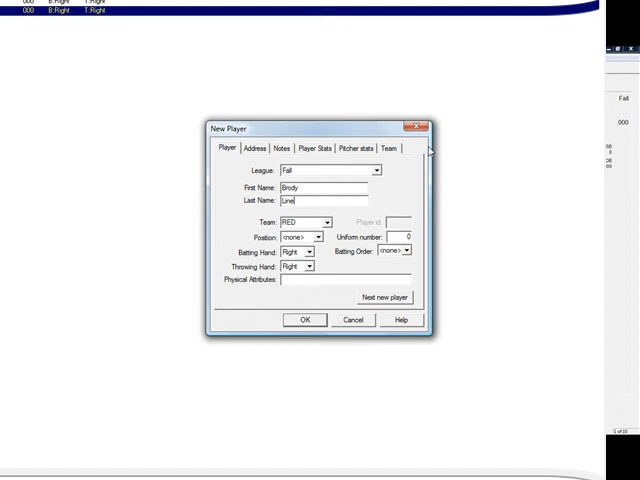 000 B:Right T:Right
000 B:Right T:Right
Fall
000
New Player
Player Address Notes Player Stats Pitcher stats Team
League: Fall
First Name: Brody
Last Name: Line
Team: RED Player id:
Position: <none> Uniform number: 0
Batting Hand: Right Batting Order: <none>
Throwing Hand: Right
Physical Attributes:
Next new player
OK Cancel Help